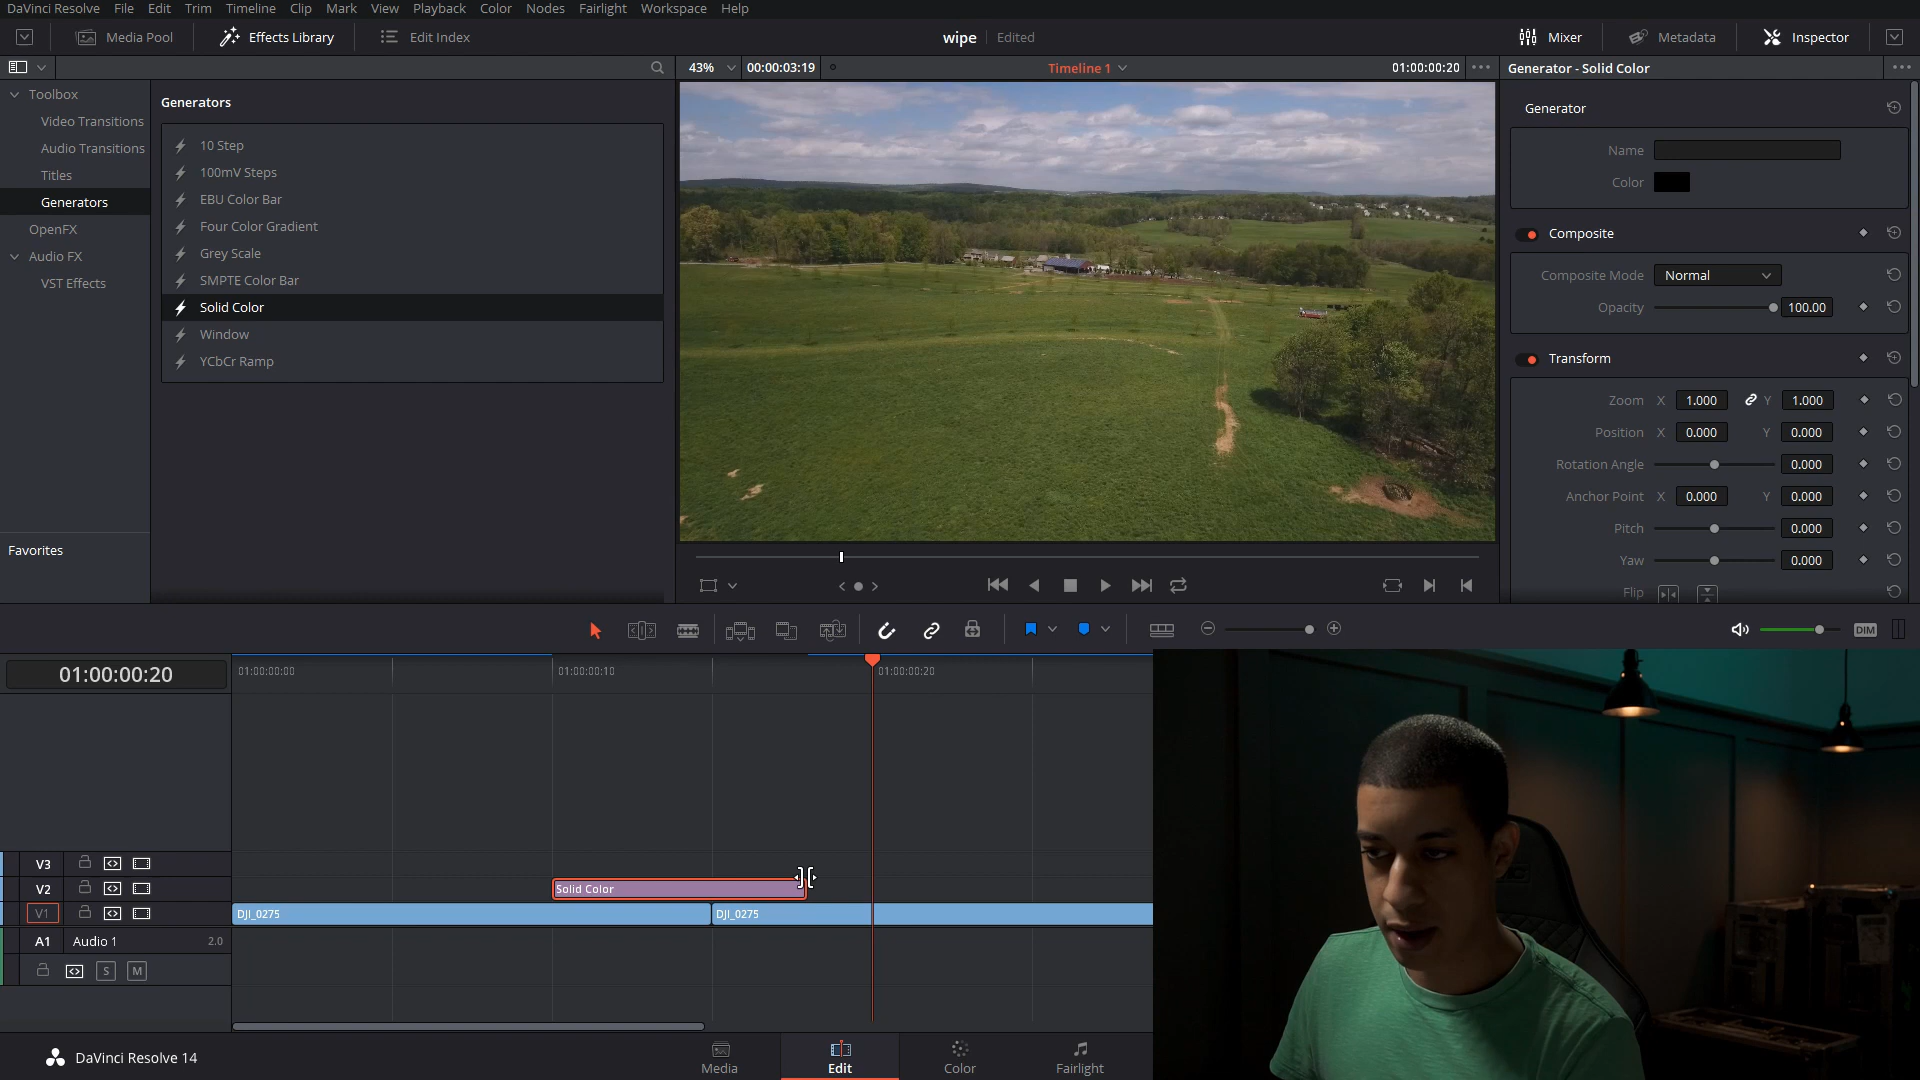 DaVinci Resolve File Edit Trim Timeline Clip Mark View Playback Color Nodes Fairlight Workspace Help
Media Pool Effects Library Edit Index wipe Edited Mixer Metadata Inspector
43% 00:00:03:19 Timeline 1 01:00:00:20 Generator - Solid Color
Toolbox
Video Transitions
Audio Transitions
Titles
Generators
OpenFX
Audio FX
VST Effects
Favorites
Generators
10 Step
100mV Steps
EBU Color Bar
Four Color Gradient
Grey Scale
SMPTE Color Bar
Solid Color
Window
YCbCr Ramp
Generator
Name
Color
Composite
Composite Mode Normal
Opacity 100.00
Transform
Zoom X 1.000 Y 1.000
Position X 0.000 Y 0.000
Rotation Angle 0.000
Anchor Point X 0.000 Y 0.000
Pitch 0.000
Yaw 0.000
Flip
DIM
01:00:00:20 01:00:00:00 01:00:00:10 01:00:00:20
V3
V2 Solid Color
V1 DJI_0275 DJI_0275
A1 Audio 1 2.0
S M
DaVinci Resolve 14 Media Edit Color Fairlight